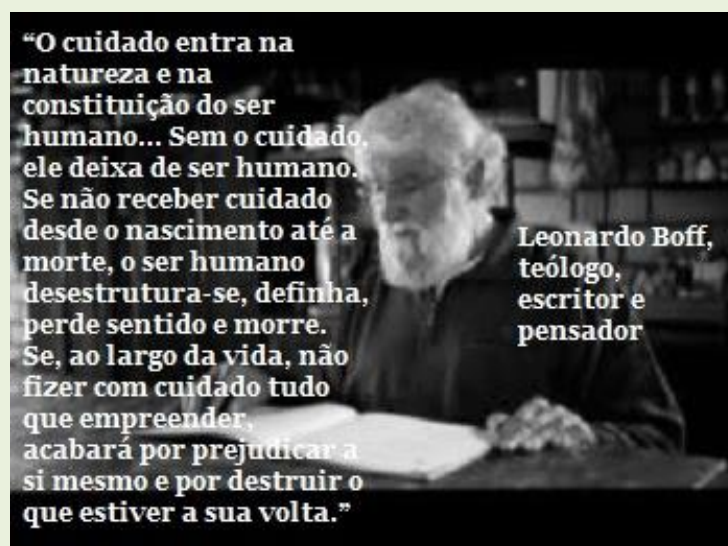 “O cuidado entra na
natureza e na
constituição do ser
humano... Sem o cuidado,
ele deixa de ser humano.
Se não receber cuidado
desde o nascimento até a
morte, o ser humano
desestrutura-se, definha,
perde sentido e morre.
Se, ao largo da vida, não
fizer com cuidado tudo
que empreender,
acabará por prejudicar a
si mesmo e por destruir o
que estiver a sua volta.”
Leonardo Boff,
teólogo,
escritor e
pensador